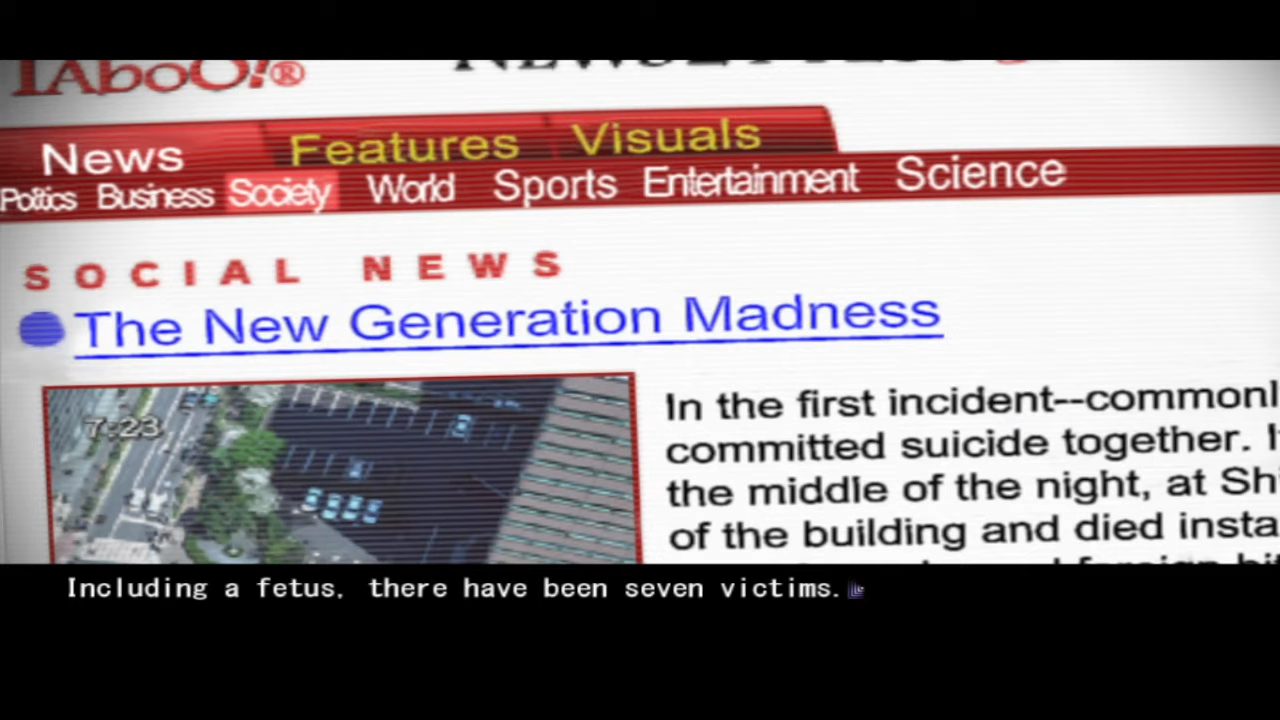 IAbooO!®
News Features Visuals
Politics Business Society World Sports Entertainment Science
SOCIAL NEWS
The New Generation Madness
7:23
In the first incident--commonl
committed suicide together. I
the middle of the night, at Sh
of the building and died insta
Including a fetus, there have been seven victims.